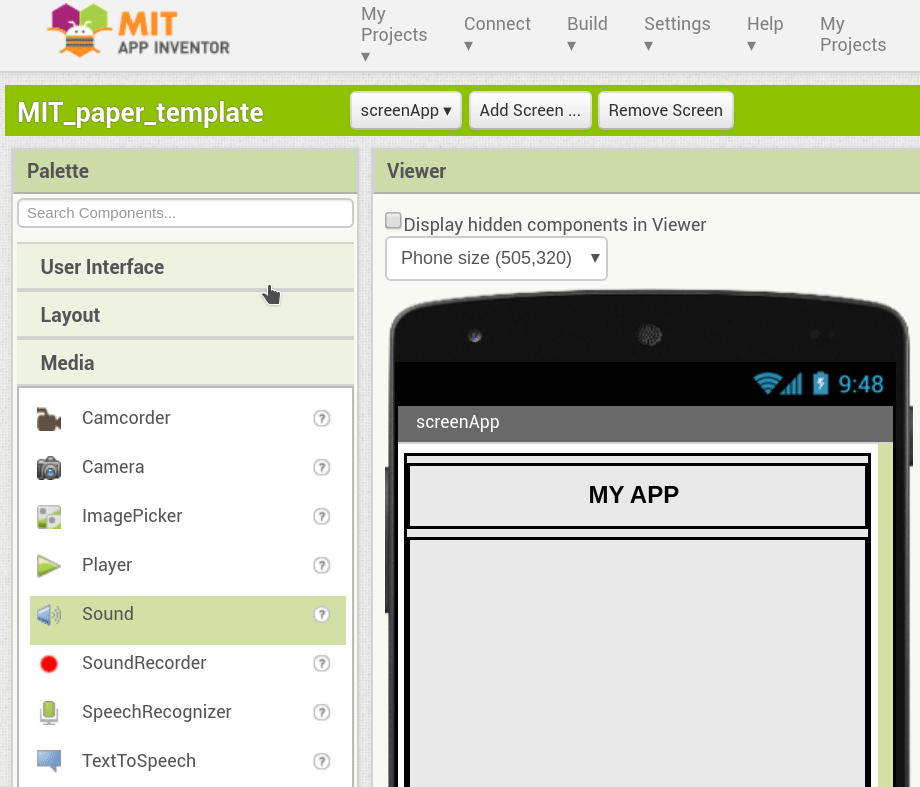 MIT
APP INVENTOR
My
Projects
▾
Connect
▾
Build
▾
Settings
▾
Help
▾
My
Projects
MIT_paper_template
screenApp ▾
Add Screen ...
Remove Screen
Palette
Search Components...
User Interface
Layout
Media
Camcorder ?
Camera ?
ImagePicker ?
Player ?
Sound ?
SoundRecorder ?
SpeechRecognizer ?
TextToSpeech ?
Viewer
Display hidden components in Viewer
Phone size (505,320) ▾
9:48
screenApp
MY APP